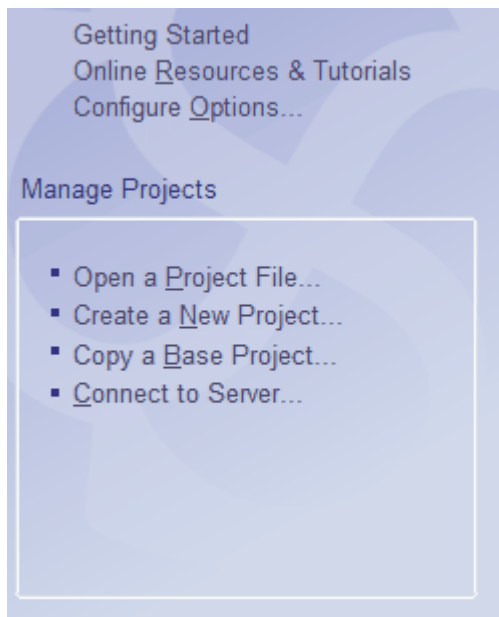 Getting Started
Online Resources & Tutorials
Configure Options...
Manage Projects
Open a Project File...
Create a New Project...
Copy a Base Project...
Connect to Server...